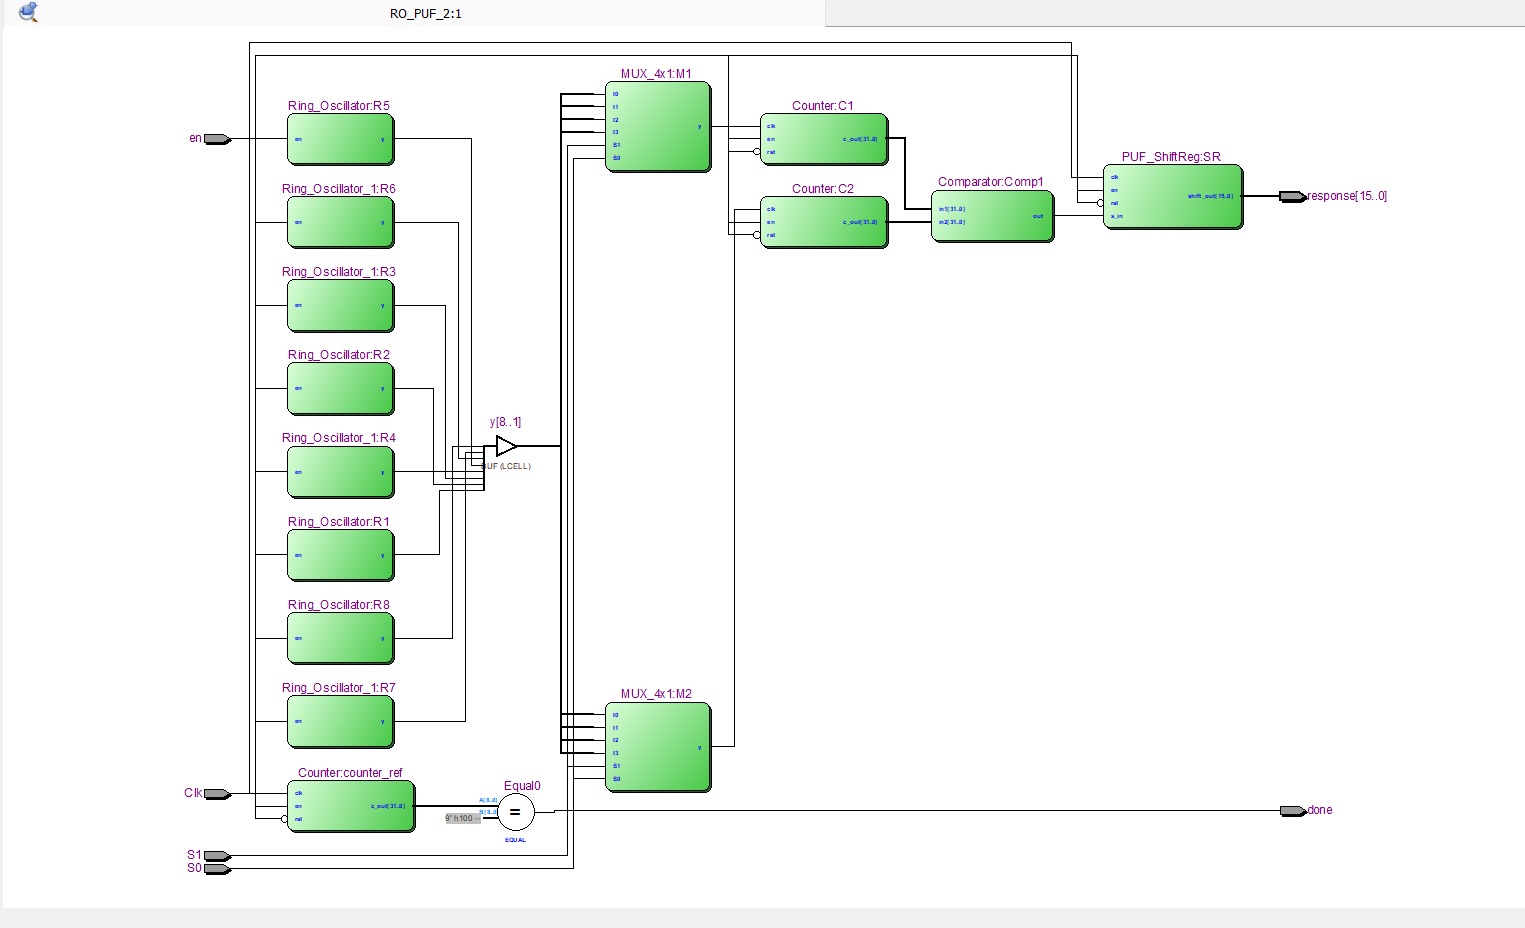 RO_PUF_2:1
MUX_4x1:M1
I0
I1
I2
I3
S1
S0
y
Ring_Oscillator:R5
en
en
y
Counter:C1
clk
en
rst
c_out[31..0]
PUF_ShiftReg:SR
clk
en
rst
s_in
shift_out[15..0]
response[15..0]
Ring_Oscillator_1:R6
en
y
Counter:C2
clk
en
rst
c_out[31..0]
Comparator:Comp1
in1[31..0]
in2[31..0]
out
Ring_Oscillator_1:R3
en
y
Ring_Oscillator:R2
en
y
y[8..1]
BUF (LCELL)
Ring_Oscillator_1:R4
en
y
Ring_Oscillator:R1
en
y
Ring_Oscillator:R8
en
y
Ring_Oscillator_1:R7
en
y
MUX_4x1:M2
I0
I1
I2
I3
S1
S0
y
Counter:counter_ref
Clk
clk
en
rst
c_out[31..0]
Equal0
A[8..0]
B[8..0]
9' h100 --
=
EQUAL
done
S1
S0